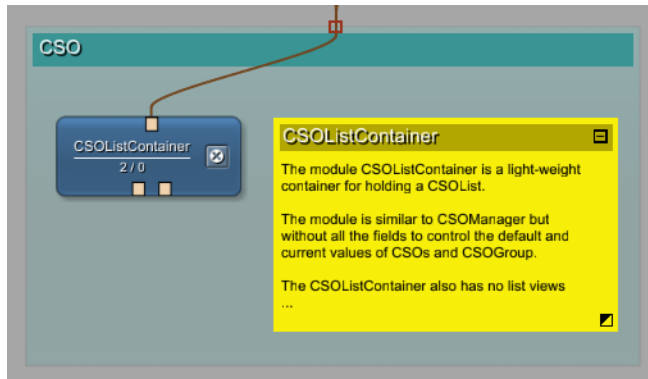 CSO
CSOListContainer
2 / 0
CSOListContainer
The module CSOListContainer is a light-weight
container for holding a CSOList.
The module is similar to CSOManager but
without all the fields to control the default and
current values of CSOs and CSOGroup.
The CSOListContainer also has no list views
...